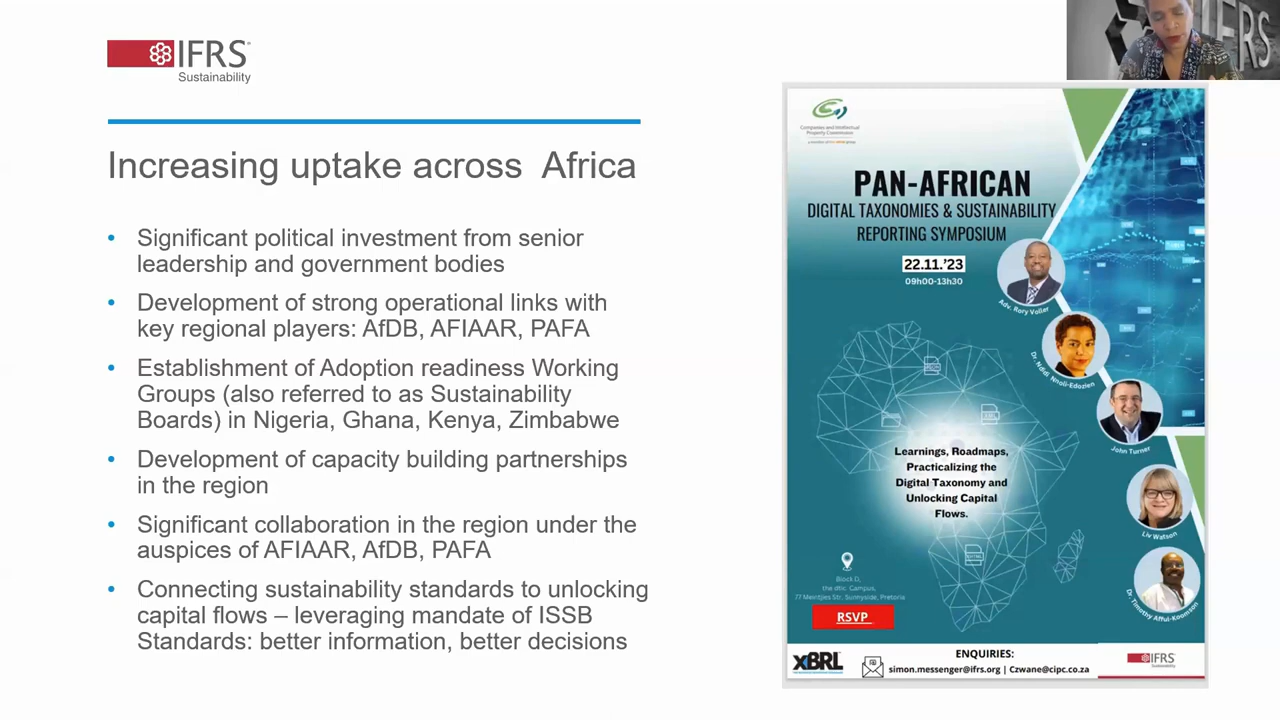 IFRS
Sustainability
Increasing uptake across Africa
• Significant political investment from senior
leadership and government bodies
• Development of strong operational links with
key regional players: AfDB, AFIAAR, PAFA
• Establishment of Adoption readiness Working
Groups (also referred to as Sustainability
Boards) in Nigeria, Ghana, Kenya, Zimbabwe
• Development of capacity building partnerships
in the region
• Significant collaboration in the region under the
auspices of AFIAAR, AfDB, PAFA
• Connecting sustainability standards to unlocking
capital flows – leveraging mandate of ISSB
Standards: better information, better decisions
IFRS
Companies and Intellectual
Property Commission
PAN-AFRICAN
DIGITAL TAXONOMIES & SUSTAINABILITY
REPORTING SYMPOSIUM
22.11.'23
09h00-13h30
Adv. Rory Voller
Dr. Ndidi Nnoli-Edozien
John Turner
Liv Watson
Dr. Timothy Afful-Koomson
Learnings, Roadmaps,
Practicalizing the
Digital Taxonomy and
Unlocking Capital
Flows.
Block D,
the dtic Campus,
77 Meintjies Str, Sunnyside, Pretoria
RSVP
XBRL
ENQUIRIES:
simon.messenger@ifrs.org | Czwane@cipc.co.za
IFRS
Sustainability